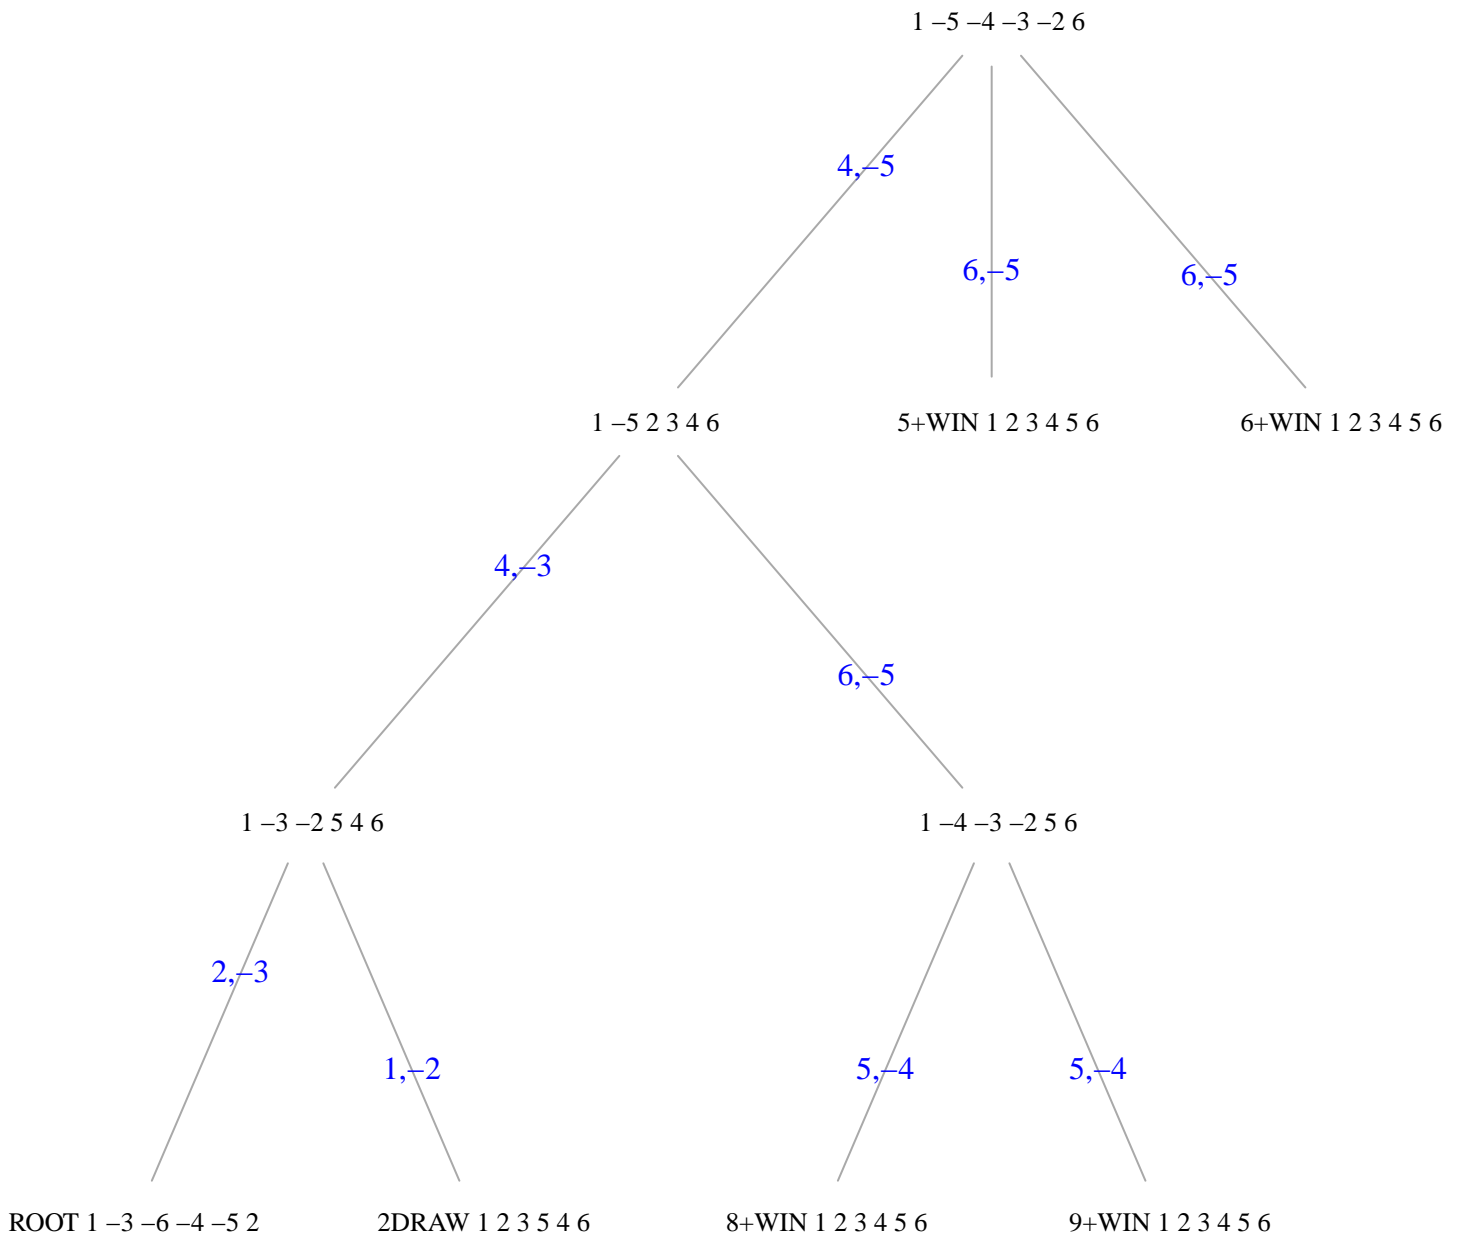 1 –5 –4 –3 –2 6
4,–5
6,–5
6,–5
1 –5 2 3 4 6
5+WIN 1 2 3 4 5 6
6+WIN 1 2 3 4 5 6
4,–3
6,–5
1 –3 –2 5 4 6
1 –4 –3 –2 5 6
2,–3
1,–2
5,–4
5,–4
ROOT 1 –3 –6 –4 –5 2
2DRAW 1 2 3 5 4 6
8+WIN 1 2 3 4 5 6
9+WIN 1 2 3 4 5 6